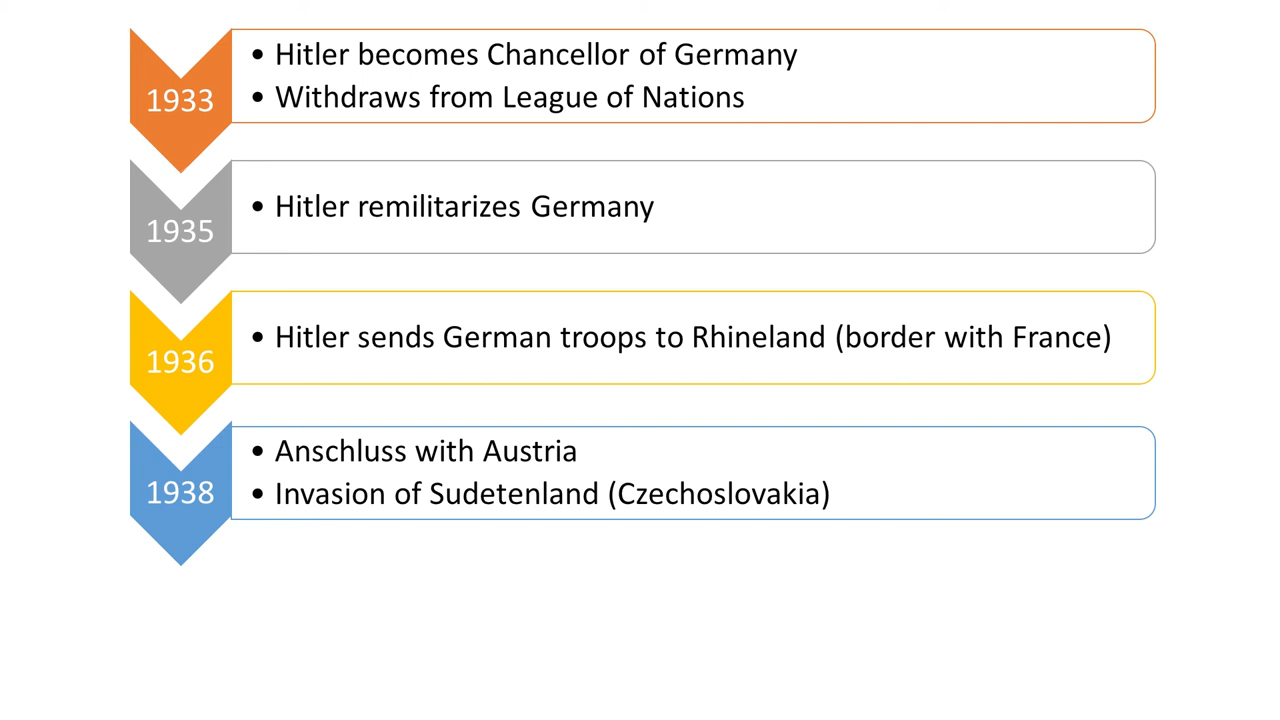 1933
• Hitler becomes Chancellor of Germany
• Withdraws from League of Nations
1935
• Hitler remilitarizes Germany
1936
• Hitler sends German troops to Rhineland (border with France)
1938
• Anschluss with Austria
• Invasion of Sudetenland (Czechoslovakia)